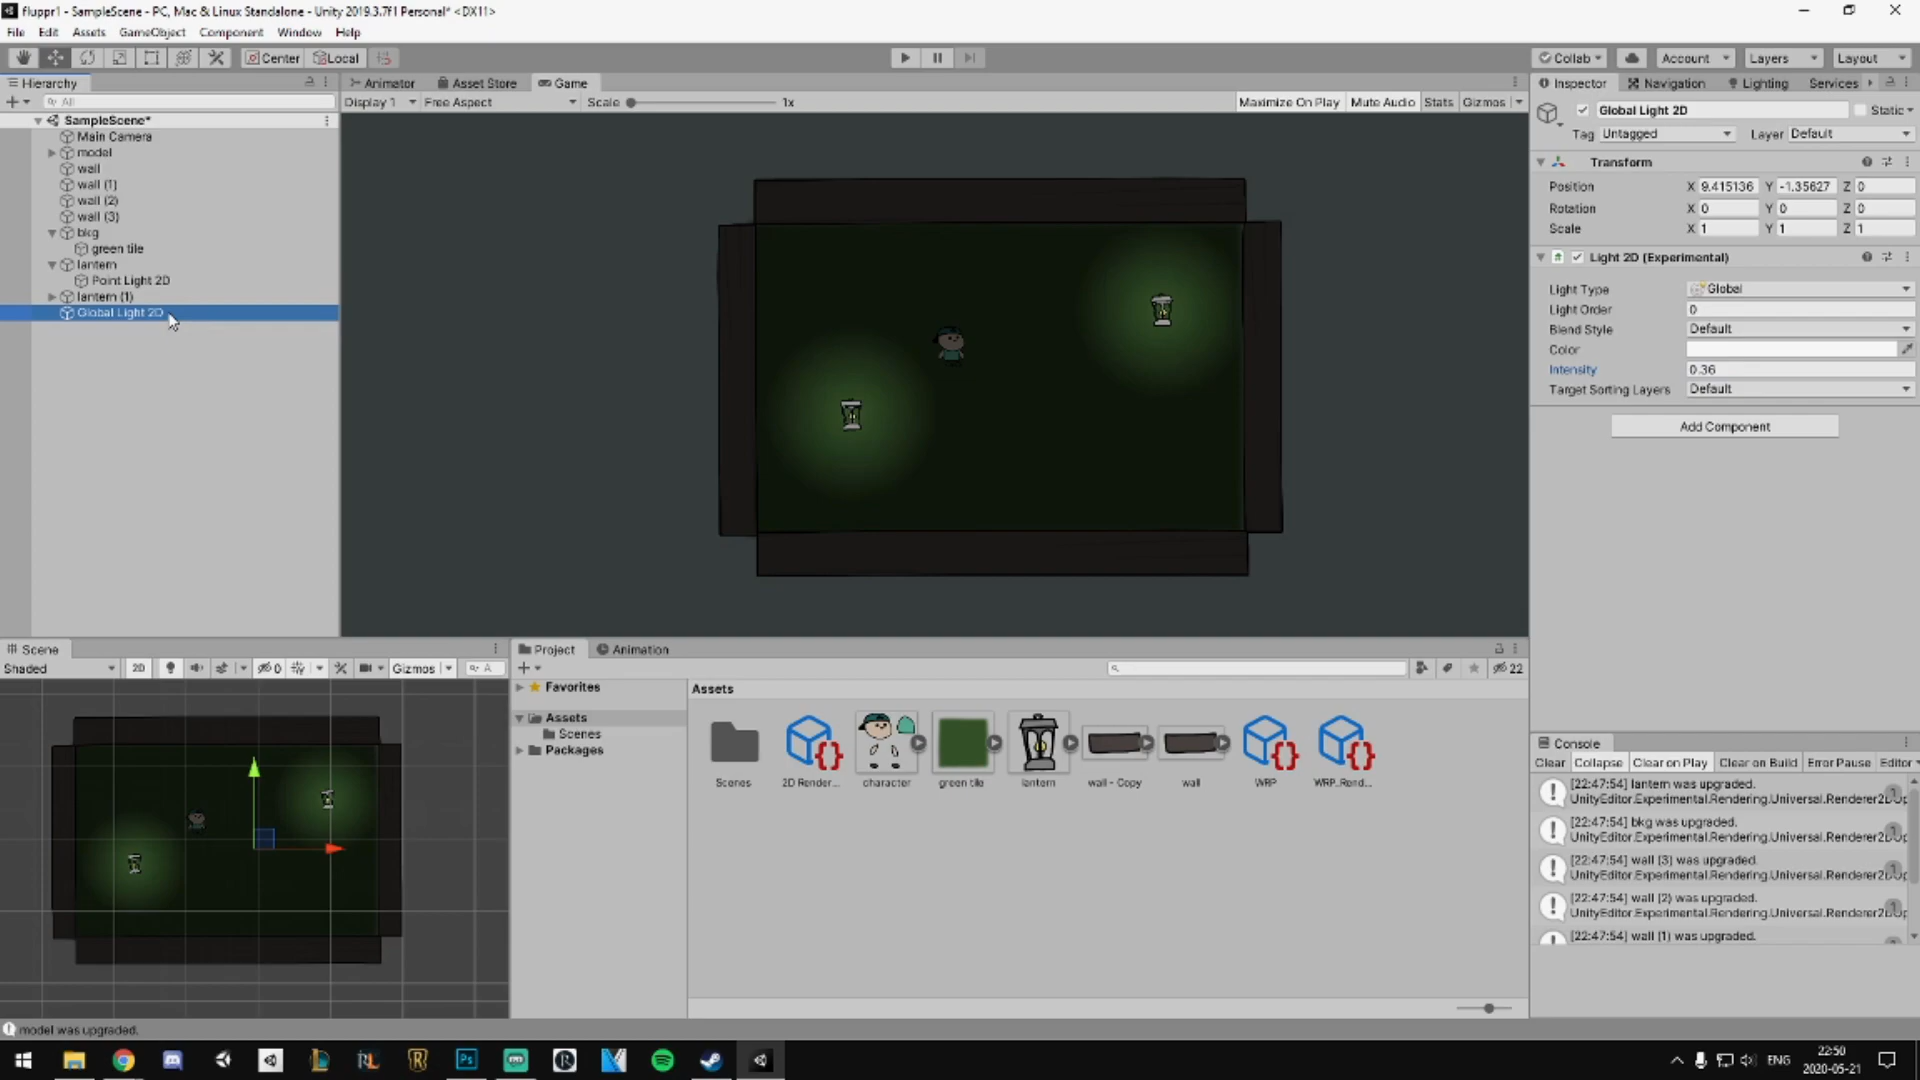 fluppr1 - SampleScene - PC, Mac & Linux Standalone - Unity 2019.3.7f1 Personal* <DX11>
File Edit Assets GameObject Component Window Help
Center Local Collab Account Layers Layout
Hierarchy
All
SampleScene*
Main Camera
model
wall
wall (1)
wall (2)
wall (3)
bkg
green tile
lantern
Point Light 2D
lantern (1)
Global Light 2D
Animator Asset Store Game
Display 1 Free Aspect Scale 1x Maximize On Play Mute Audio Stats Gizmos
Inspector Navigation Lighting Services
Global Light 2D Static
Tag Untagged Layer Default
Transform
Position X 9.415136 Y -1.35627 Z 0
Rotation X 0 Y 0 Z 0
Scale X 1 Y 1 Z 1
Light 2D (Experimental)
Light Type Global
Light Order 0
Blend Style Default
Color
Intensity 0.36
Target Sorting Layers Default
Add Component
Scene
Shaded 2D 0 Gizmos A
Project Animation
22
Favorites
Assets
Scenes
Packages
Assets
Scenes 2D Render... character green tile lantern wall - Copy wall WRP WRP_Rend...
Console
Clear Collapse Clear on Play Clear on Build Error Pause Editor
[22:47:54] lantern was upgraded.
UnityEditor.Experimental.Rendering.Universal.Renderer2DUp
1
[22:47:54] bkg was upgraded.
UnityEditor.Experimental.Rendering.Universal.Renderer2DUp
1
[22:47:54] wall (3) was upgraded.
UnityEditor.Experimental.Rendering.Universal.Renderer2DUp
1
[22:47:54] wall (2) was upgraded.
UnityEditor.Experimental.Rendering.Universal.Renderer2DUp
1
[22:47:54] wall (1) was upgraded.
model was upgraded.
Ps
ENG
22:50
2020-05-21